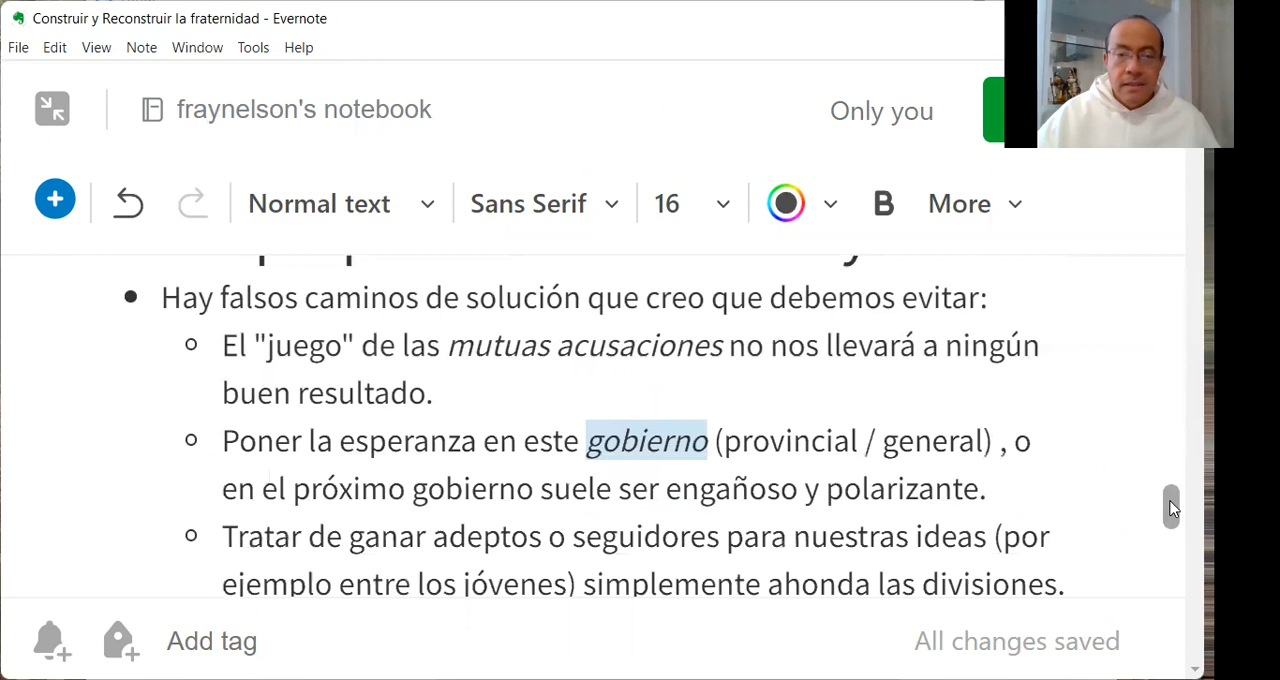 Construir y Reconstruir la fraternidad - Evernote
File Edit View Note Window Tools Help
fraynelson's notebook
Only you
Normal text
Sans Serif
16
B
More
Hay falsos caminos de solución que creo que debemos evitar:
El "juego" de las mutuas acusaciones no nos llevará a ningún
buen resultado.
Poner la esperanza en este gobierno (provincial / general) , o
en el próximo gobierno suele ser engañoso y polarizante.
Tratar de ganar adeptos o seguidores para nuestras ideas (por
ejemplo entre los jóvenes) simplemente ahonda las divisiones.
Add tag
All changes saved